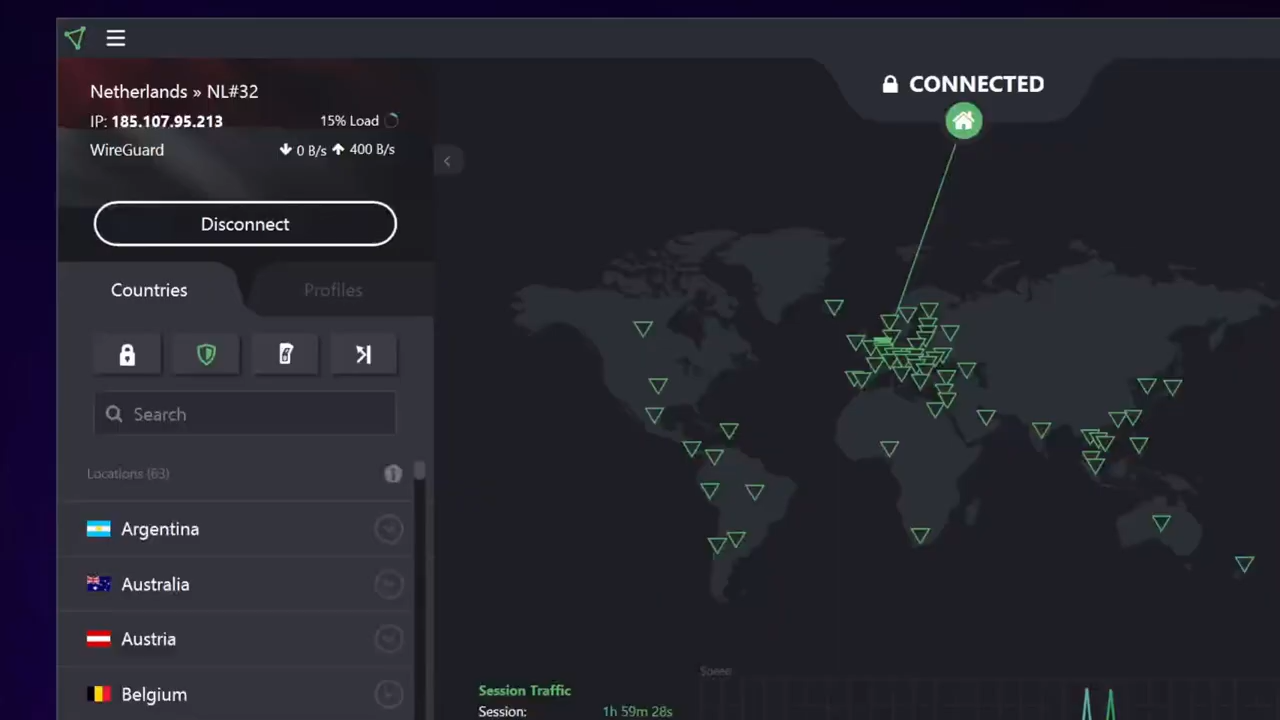 CONNECTED
Netherlands » NL#32
IP: 185.107.95.213
15% Load
WireGuard
0 B/s
400 B/s
Disconnect
Countries
Profiles
Search
Locations (63)
Argentina
Australia
Austria
Belgium
Speed
Session Traffic
Session: 1h 59m 28s